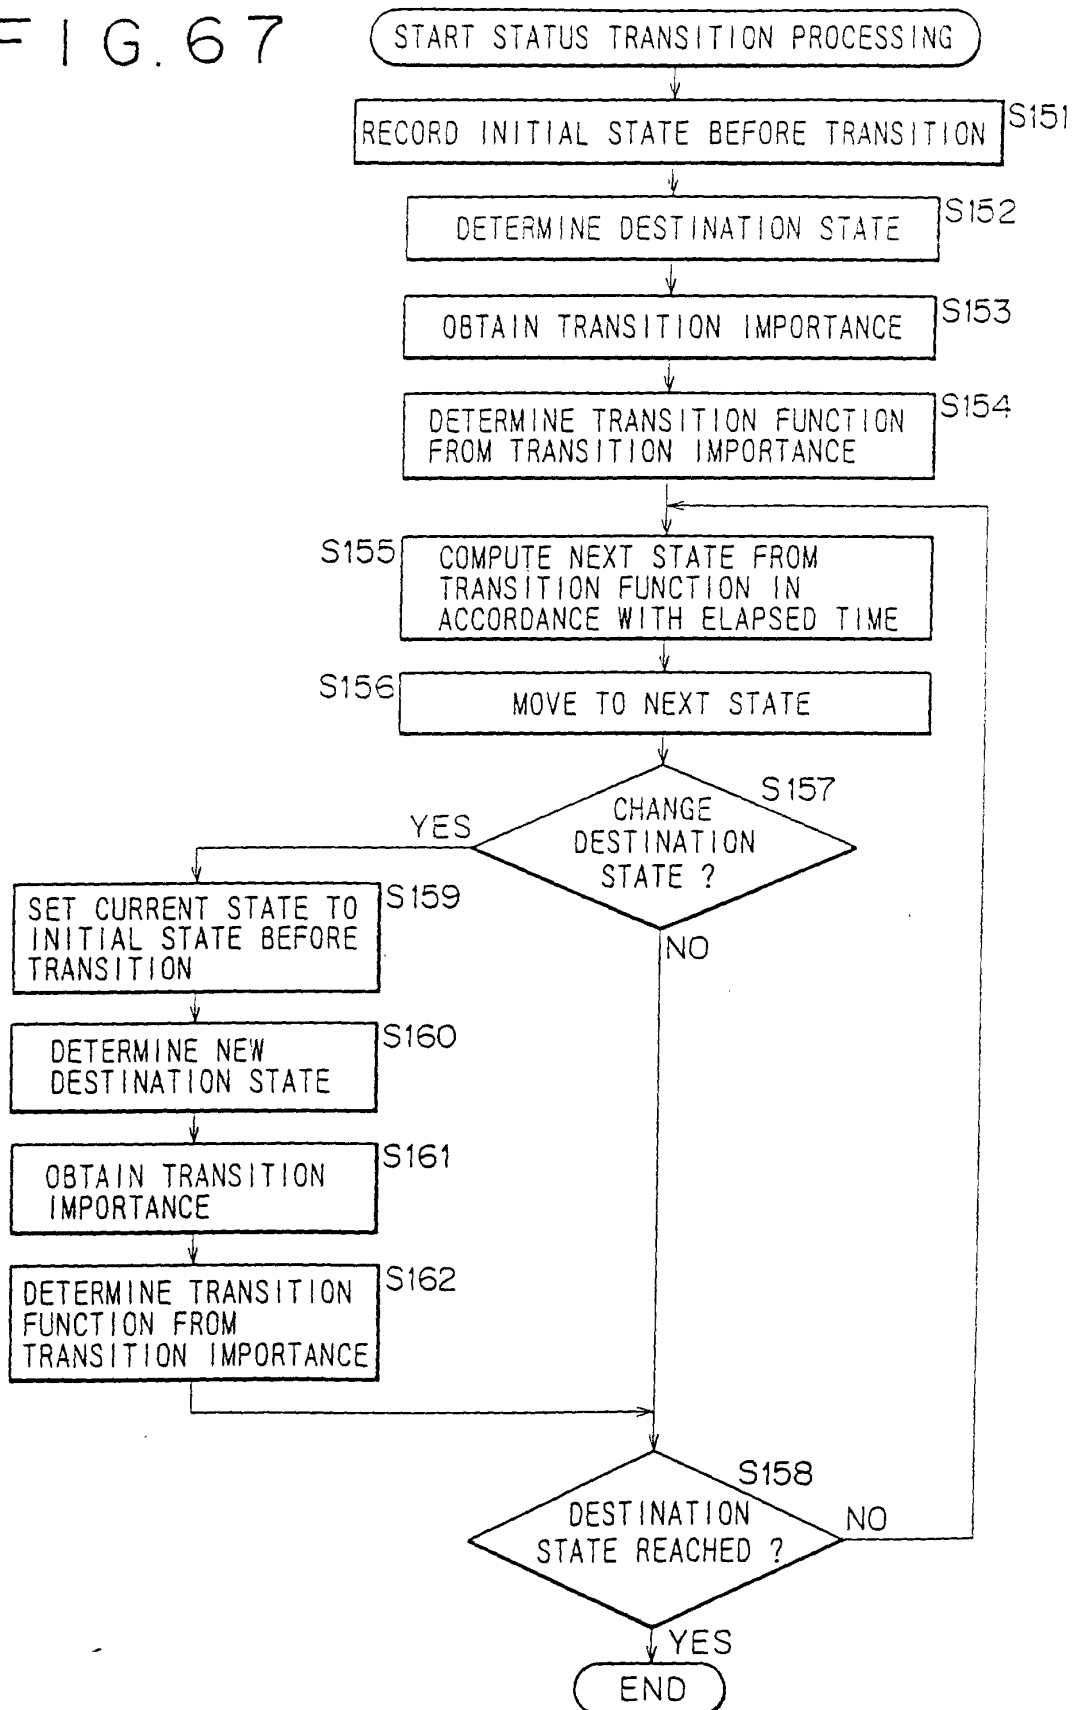 FIG. 67
START STATUS TRANSITION PROCESSING
RECORD INITIAL STATE BEFORE TRANSITION
S151
DETERMINE DESTINATION STATE
S152
OBTAIN TRANSITION IMPORTANCE
S153
DETERMINE TRANSITION FUNCTION
FROM TRANSITION IMPORTANCE
S154
S155
COMPUTE NEXT STATE FROM
TRANSITION FUNCTION IN
ACCORDANCE WITH ELAPSED TIME
S156
MOVE TO NEXT STATE
S157
CHANGE
DESTINATION
STATE ?
YES
NO
SET CURRENT STATE TO
INITIAL STATE BEFORE
TRANSITION
S159
DETERMINE NEW
DESTINATION STATE
S160
OBTAIN TRANSITION
IMPORTANCE
S161
DETERMINE TRANSITION
FUNCTION FROM
TRANSITION IMPORTANCE
S162
S158
DESTINATION
STATE REACHED ?
NO
YES
END